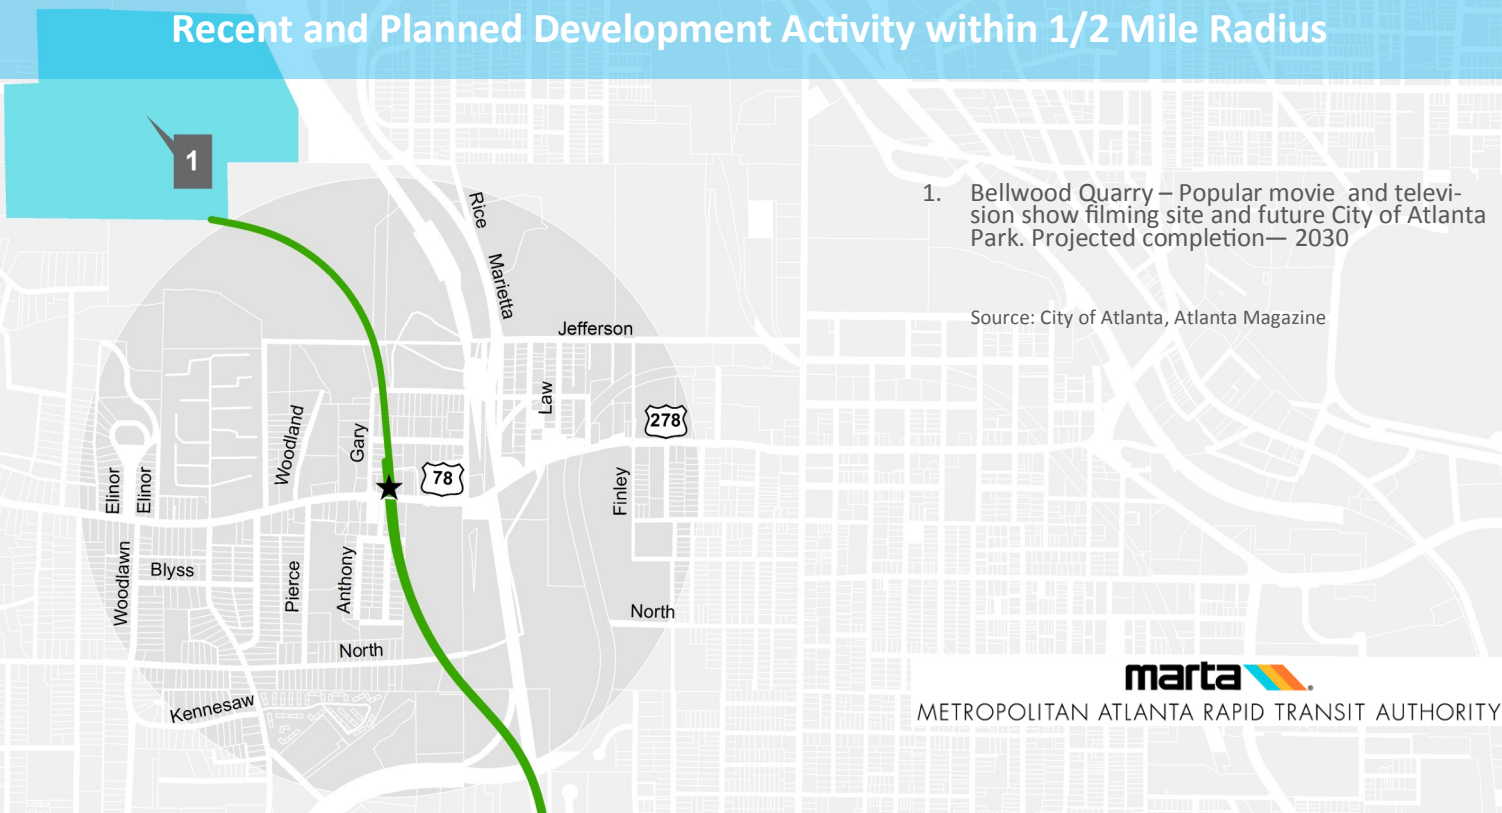 Recent and Planned Development Activity within 1/2 Mile Radius
1
1. Bellwood Quarry – Popular movie and televi-
sion show filming site and future City of Atlanta
Park. Projected completion— 2030
Source: City of Atlanta, Atlanta Magazine
Rice
Marietta
Jefferson
Law
278
Woodland
Gary
78
Elinor
Elinor
Finley
Woodlawn
Blyss
Pierce
Anthony
North
North
Kennesaw
marta
METROPOLITAN ATLANTA RAPID TRANSIT AUTHORITY